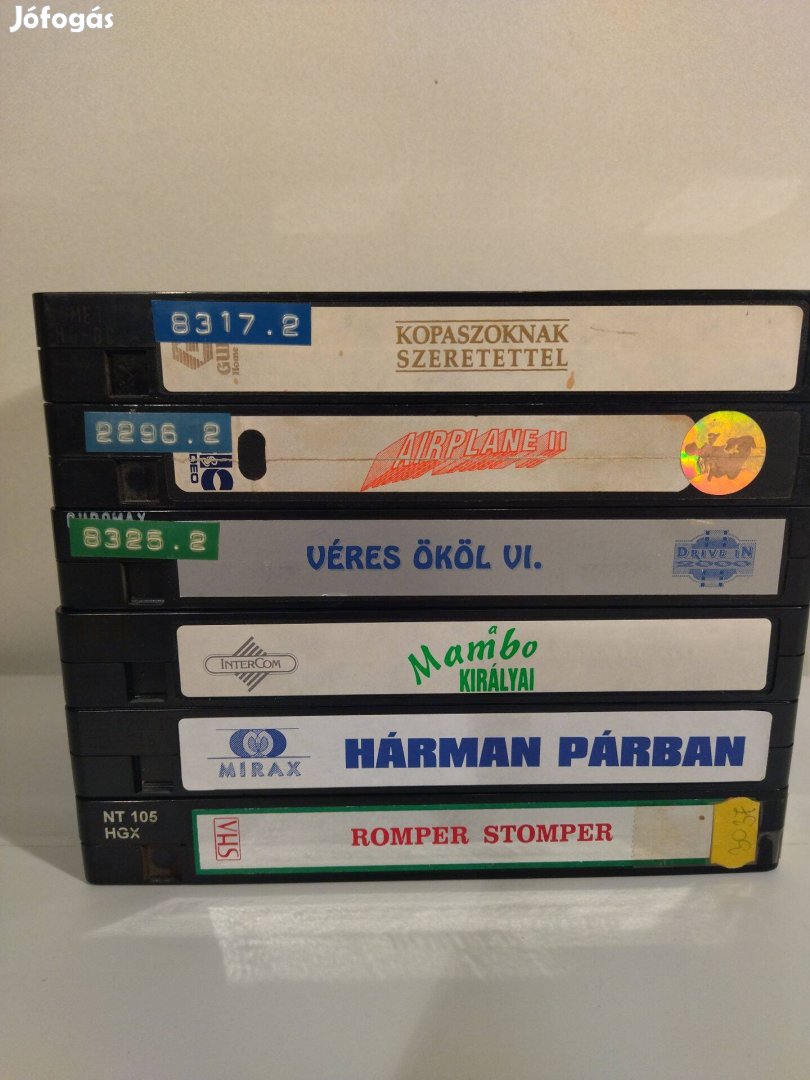 Jófogás
8317.2
KOPASZOKNAK
SZERETETTEL
2296.2
AIRPLANE II
8325.2
VÉRES ÖKÖL VI.
DRIVE IN
2000
INTERCOM
a
Mambo
KIRÁLYAI
MIRAX
HÁRMAN PÁRBAN
NT 105
HGX
VHS
ROMPER STOMPER